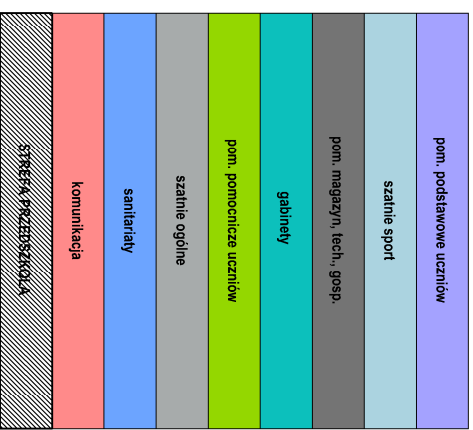 pom. podstawowe uczniów
szatnie sport
pom. magazyn, tech., gosp.
gabinety
pom. pomocnicze uczniów
szatnie ogólne
sanitariaty
komunikacja
STREFA PRZEDSZKOLA